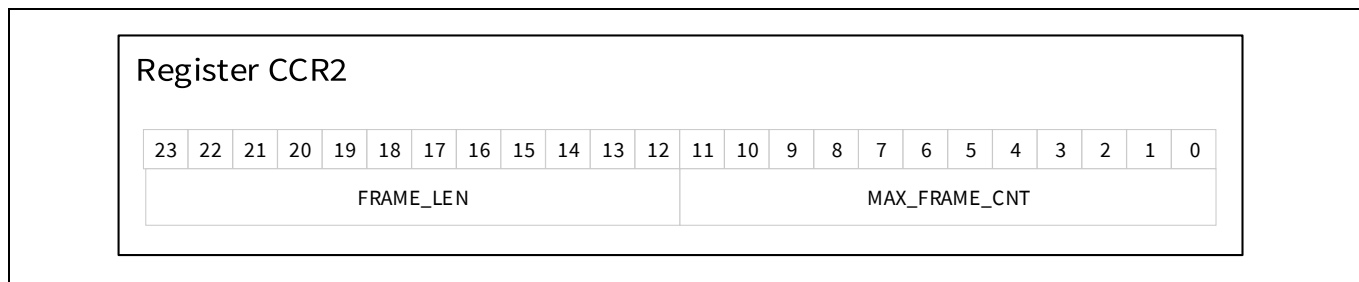 Register CCR2
23 22 21 20 19 18 17 16 15 14 13 12 11 10 9 8 7 6 5 4 3 2 1 0
FRAME_LEN MAX_FRAME_CNT